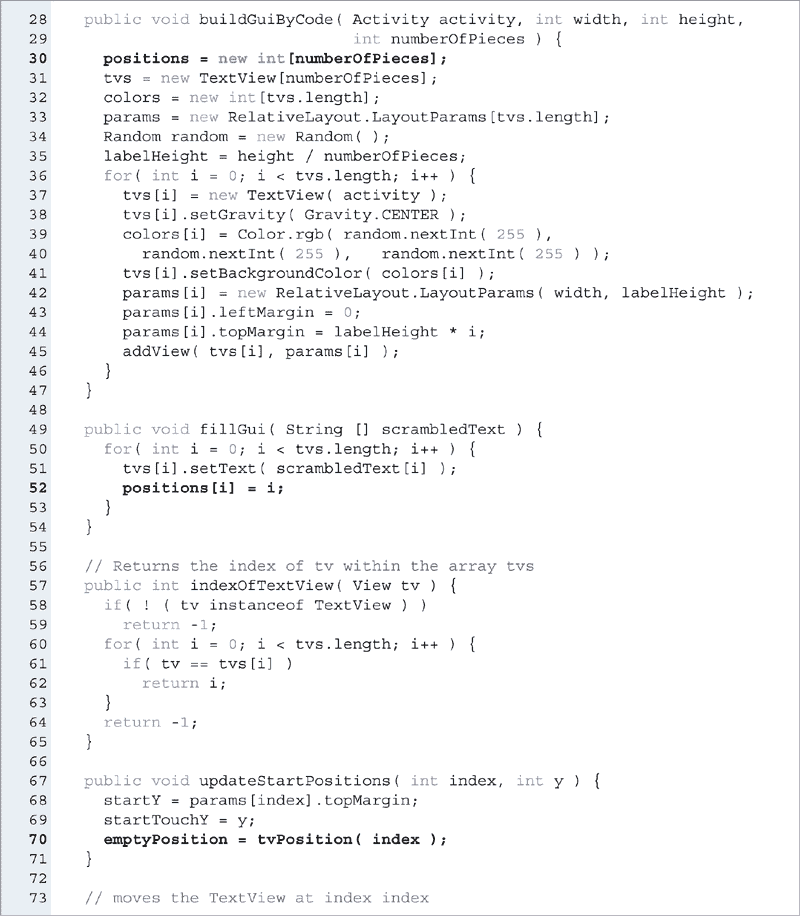 28 public void buildGuiByCode( Activity activity, int width, int height,
29 int numberOfPieces ) {
30 positions = new int[numberOfPieces];
31 tvs = new TextView[numberOfPieces];
32 colors = new int[tvs.length];
33 params = new RelativeLayout.LayoutParams[tvs.length];
34 Random random = new Random( );
35 labelHeight = height / numberOfPieces;
36 for( int i = 0; i < tvs.length; i++ ) {
37 tvs[i] = new TextView( activity );
38 tvs[i].setGravity( Gravity.CENTER );
39 colors[i] = Color.rgb( random.nextInt( 255 ),
40 random.nextInt( 255 ), random.nextInt( 255 ) );
41 tvs[i].setBackgroundColor( colors[i] );
42 params[i] = new RelativeLayout.LayoutParams( width, labelHeight );
43 params[i].leftMargin = 0;
44 params[i].topMargin = labelHeight * i;
45 addView( tvs[i], params[i] );
46 }
47 }
48
49 public void fillGui( String [] scrambledText ) {
50 for( int i = 0; i < tvs.length; i++ ) {
51 tvs[i].setText( scrambledText[i] );
52 positions[i] = i;
53 }
54 }
55
56 // Returns the index of tv within the array tvs
57 public int indexOfTextView( View tv ) {
58 if( ! ( tv instanceof TextView ) )
59 return -1;
60 for( int i = 0; i < tvs.length; i++ ) {
61 if( tv == tvs[i] )
62 return i;
63 }
64 return -1;
65 }
66
67 public void updateStartPositions( int index, int y ) {
68 startY = params[index].topMargin;
69 startTouchY = y;
70 emptyPosition = tvPosition( index );
71 }
72
73 // moves the TextView at index index